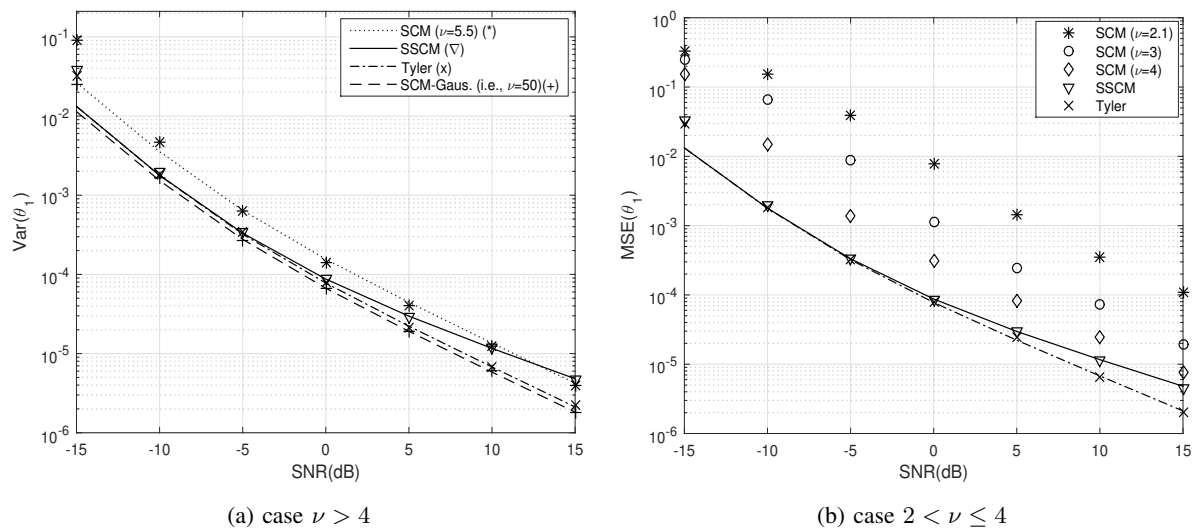 10^{-1}
10^{-2}
10^{-3}
10^{-4}
10^{-5}
10^{-6}
Var(θ_1)
-15 -10 -5 0 5 10 15
SNR(dB)
SCM (ν=5.5) (*)
SSCM (∇)
Tyler (x)
SCM-Gaus. (i.e., ν=50)(+)
(a) case ν > 4
10^0
10^{-1}
10^{-2}
10^{-3}
10^{-4}
10^{-5}
10^{-6}
MSE(θ_1)
-15 -10 -5 0 5 10 15
SNR(dB)
SCM (ν=2.1)
SCM (ν=3)
SCM (ν=4)
SSCM
Tyler
(b) case 2 < ν ≤ 4